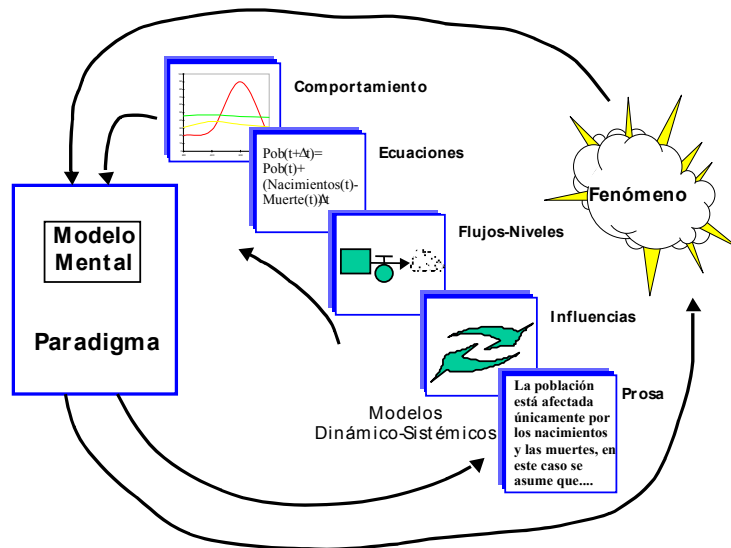 Comportamiento
Ecuaciones
Pob(t+Δt)=
Pob(t)+
(Nacimientos(t)-
Muerte(t))Δt
Fenómeno
Flujos-Niveles
Modelo
Mental
Paradigma
Influencias
Prosa
La población
está afectada
únicamente por
los nacimientos
y las muertes, en
este caso se
asume que....
Modelos
Dinámico-Sistémicos